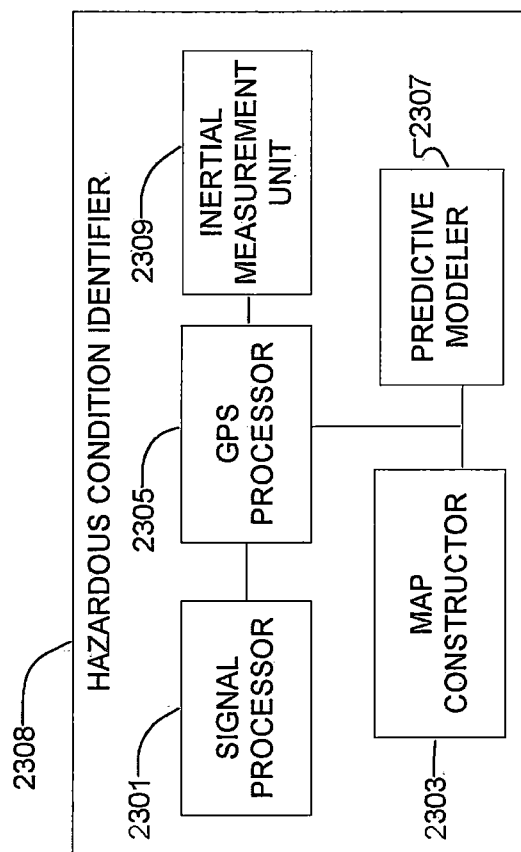 2308
HAZARDOUS CONDITION IDENTIFIER
2301
2305
2309
SIGNAL
PROCESSOR
GPS
PROCESSOR
INERTIAL
MEASUREMENT
UNIT
MAP
CONSTRUCTOR
PREDICTIVE
MODELER
2303
2307